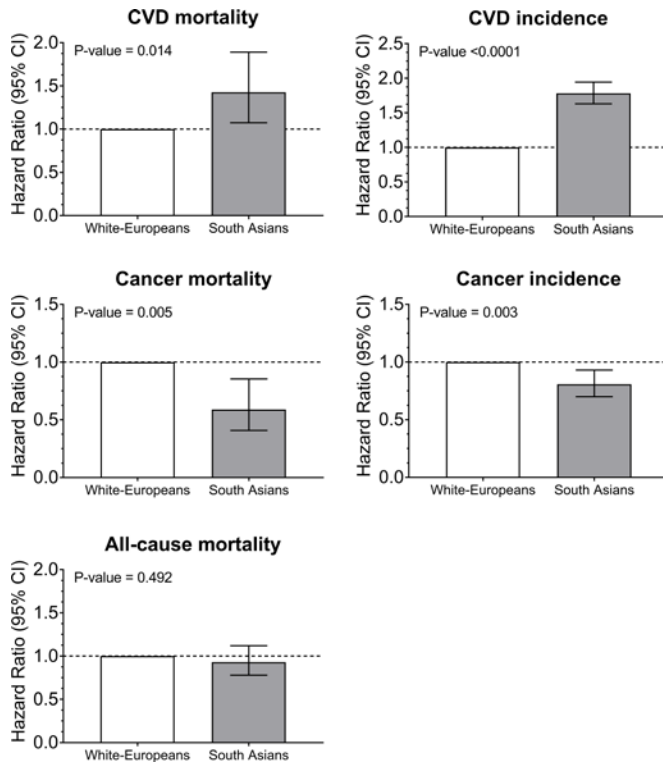 CVD mortality
Hazard Ratio (95% CI)
2.0
1.5
1.0
0.5
0.0
P-value = 0.014
White-Europeans
South Asians
CVD incidence
Hazard Ratio (95% CI)
2.5
2.0
1.5
1.0
0.5
0.0
P-value <0.0001
White-Europeans
South Asians
Cancer mortality
Hazard Ratio (95% CI)
1.5
1.0
0.5
0.0
P-value = 0.005
White-Europeans
South Asians
Cancer incidence
Hazard Ratio (95% CI)
1.5
1.0
0.5
0.0
P-value = 0.003
White-Europeans
South Asians
All-cause mortality
Hazard Ratio (95% CI)
2.0
1.5
1.0
0.5
0.0
P-value = 0.492
White-Europeans
South Asians